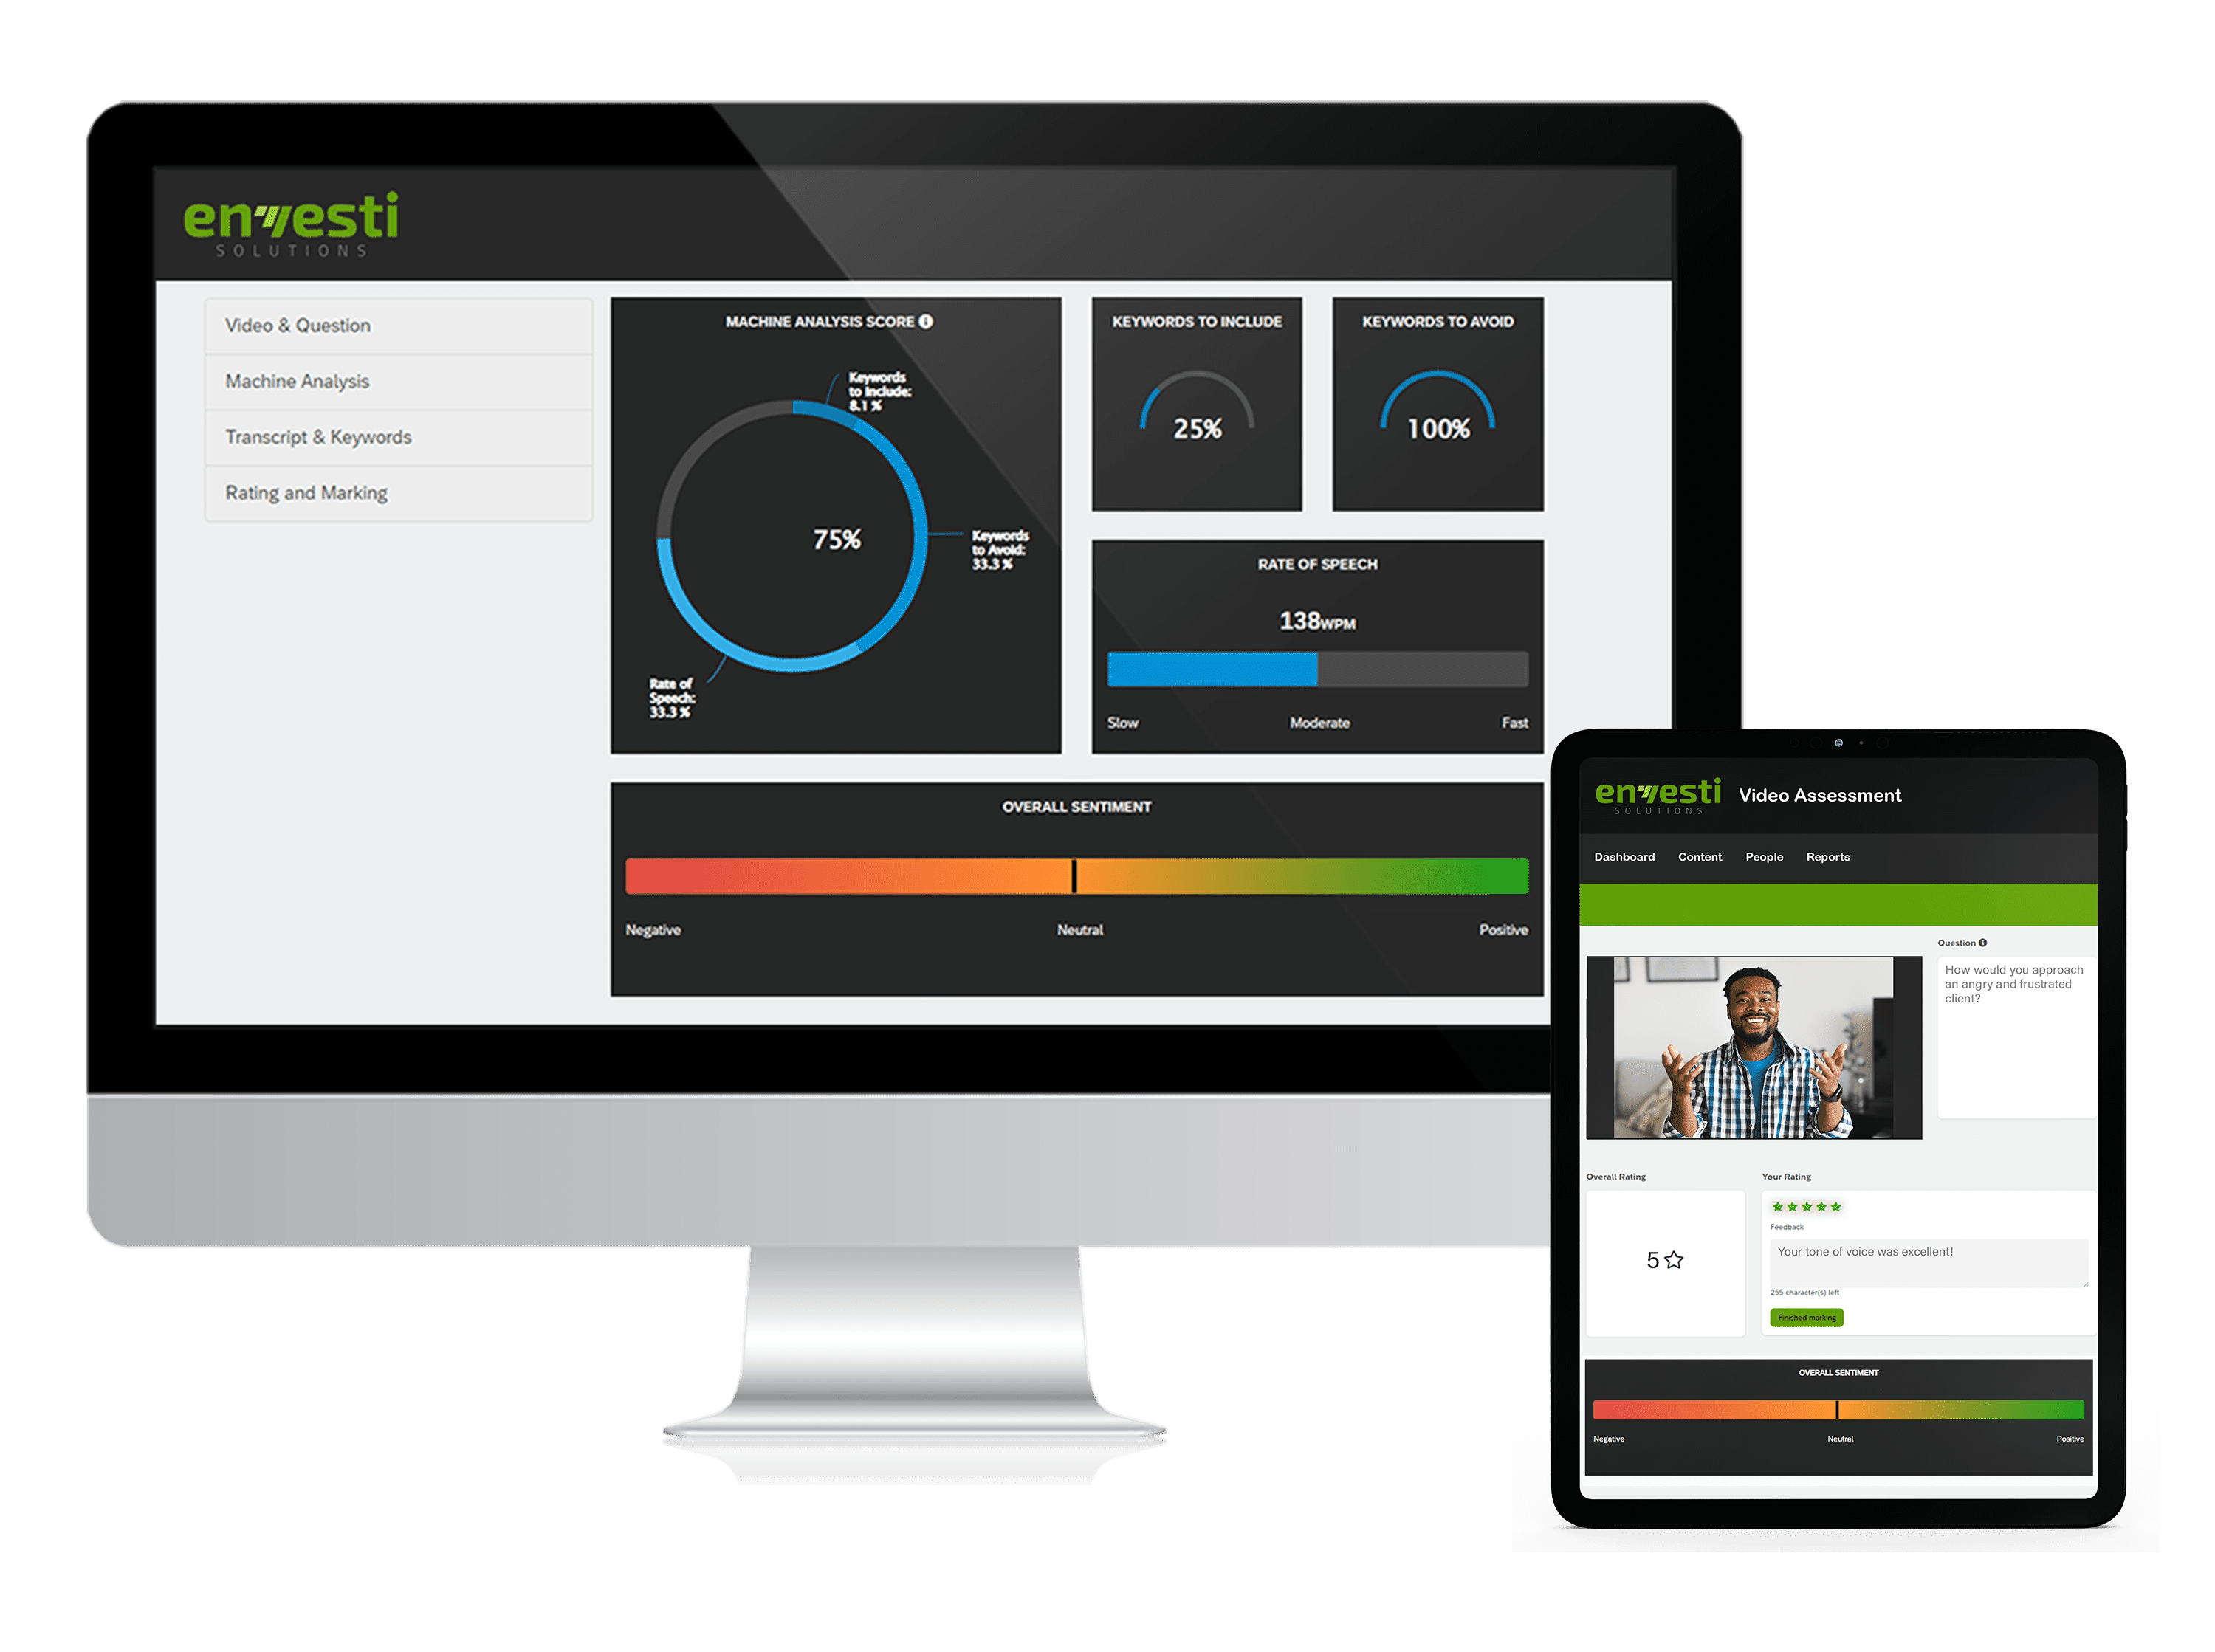 envesti
SOLUTIONS
Video & Question
Machine Analysis
Transcript & Keywords
Rating and Marking
MACHINE ANALYSIS SCORE
Keywords
to Include:
8.1 %
75%
Keywords
to Avoid:
33.3 %
Rate of
Speech:
33.3 %
KEYWORDS TO INCLUDE
25%
KEYWORDS TO AVOID
100%
RATE OF SPEECH
138WPM
Slow Moderate Fast
OVERALL SENTIMENT
Negative Neutral Positive
envesti
SOLUTIONS
Video Assessment
Dashboard Content People Reports
Question
How would you approach
an angry and frustrated
client?
Overall Rating
5
Your Rating
Feedback
Your tone of voice was excellent!
255 character(s) left
Finished marking
OVERALL SENTIMENT
Negative Neutral Positive